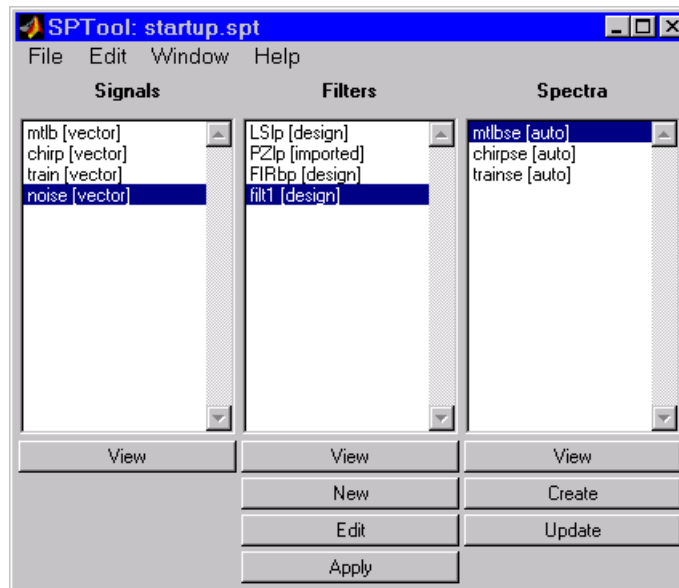 SPTool: startup.spt
File Edit Window Help
Signals
mtlb [vector]
chirp [vector]
train [vector]
noise [vector]
View
Filters
LSlp [design]
PZlp [imported]
FIRbp [design]
filt1 [design]
View
New
Edit
Apply
Spectra
mtlbse [auto]
chirpse [auto]
trainse [auto]
View
Create
Update